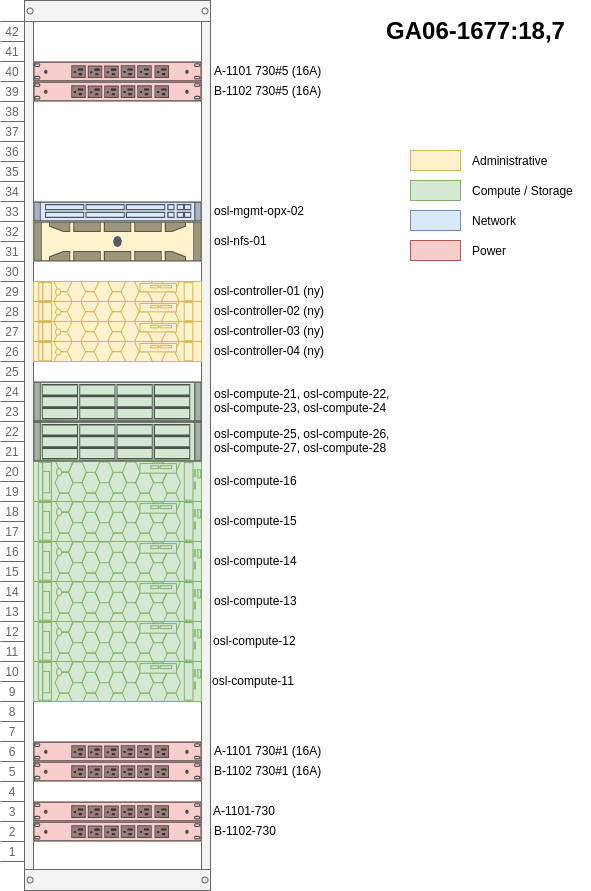 GA06-1677:18,7
42
41
40 A-1101 730#5 (16A)
39 B-1102 730#5 (16A)
38
37
36 Administrative
35
34 Compute / Storage
33 osl-mgmt-opx-02 Network
32
31 osl-nfs-01 Power
30
29 osl-controller-01 (ny)
28 osl-controller-02 (ny)
27 osl-controller-03 (ny)
26 osl-controller-04 (ny)
25
24 osl-compute-21, osl-compute-22,
23 osl-compute-23, osl-compute-24
22 osl-compute-25, osl-compute-26,
21 osl-compute-27, osl-compute-28
20
19 osl-compute-16
18
17 osl-compute-15
16
15 osl-compute-14
14
13 osl-compute-13
12
11 osl-compute-12
10
9 osl-compute-11
8
7
6 A-1101 730#1 (16A)
5 B-1102 730#1 (16A)
4
3 A-1101-730
2 B-1102-730
1